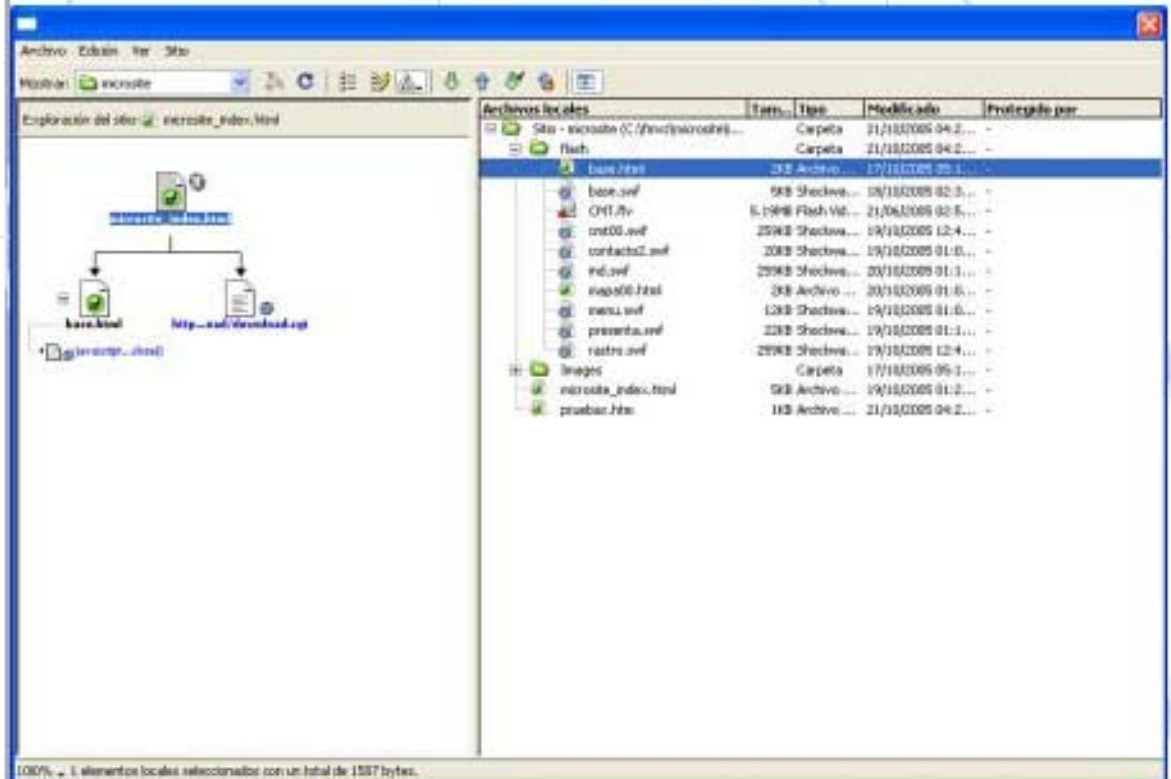 Archivo Edición Ver Sitio
Mostrar: microsite
Exploración del sitio: microsite_index.html
microsite_index.html
base.html http...ead/download.cgi
javascript:...
Archivos locales Tam... Tipo Modificado Protegido por
Sitio - microsite (C:\fmvc\microsite)... Carpeta 21/10/2005 04:2... -
flash Carpeta 21/10/2005 04:2... -
base.html 2KB Archivo ... 17/10/2005 05:1... -
base.swf 5KB Shockwa... 18/10/2005 02:3... -
CMT.flv 5.19MB Flash Vid... 21/06/2005 02:5... -
cmt00.swf 259KB Shockwa... 19/10/2005 12:4... -
contacto2.swf 20KB Shockwa... 19/10/2005 01:0... -
md.swf 259KB Shockwa... 20/10/2005 01:1... -
mapa00.html 2KB Archivo ... 20/10/2005 01:0... -
menu.swf 12KB Shockwa... 19/10/2005 01:0... -
presenta.swf 22KB Shockwa... 19/10/2005 01:1... -
rastro.swf 259KB Shockwa... 19/10/2005 12:4... -
Images Carpeta 17/10/2005 05:1... -
microsite_index.html 5KB Archivo ... 19/10/2005 01:2... -
pruebas.htm 1KB Archivo ... 21/10/2005 04:2... -
100% 1 elementos locales seleccionados con un total de 1587 bytes.